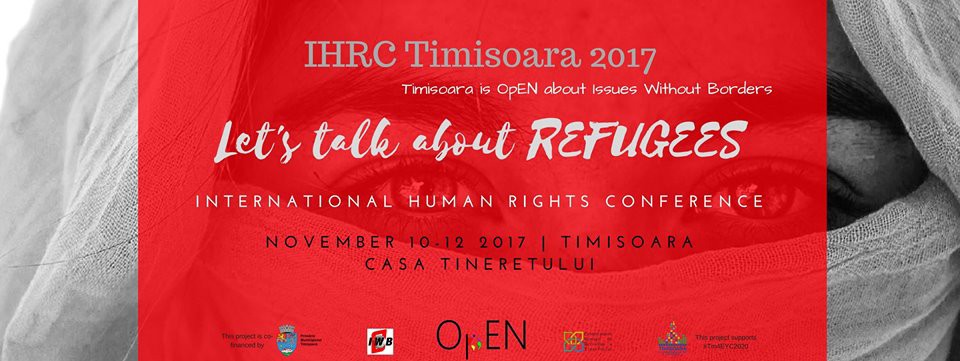 IHRC Timisoara 2017
Timisoara is OpEN about Issues Without Borders
Let's talk about REFUGEES
INTERNATIONAL HUMAN RIGHTS CONFERENCE
NOVEMBER 10-12 2017 | TIMISOARA
CASA TINERETULUI
This project is co-
financed by
IWB
OpEN
This project supports
#Tim4EYC2020